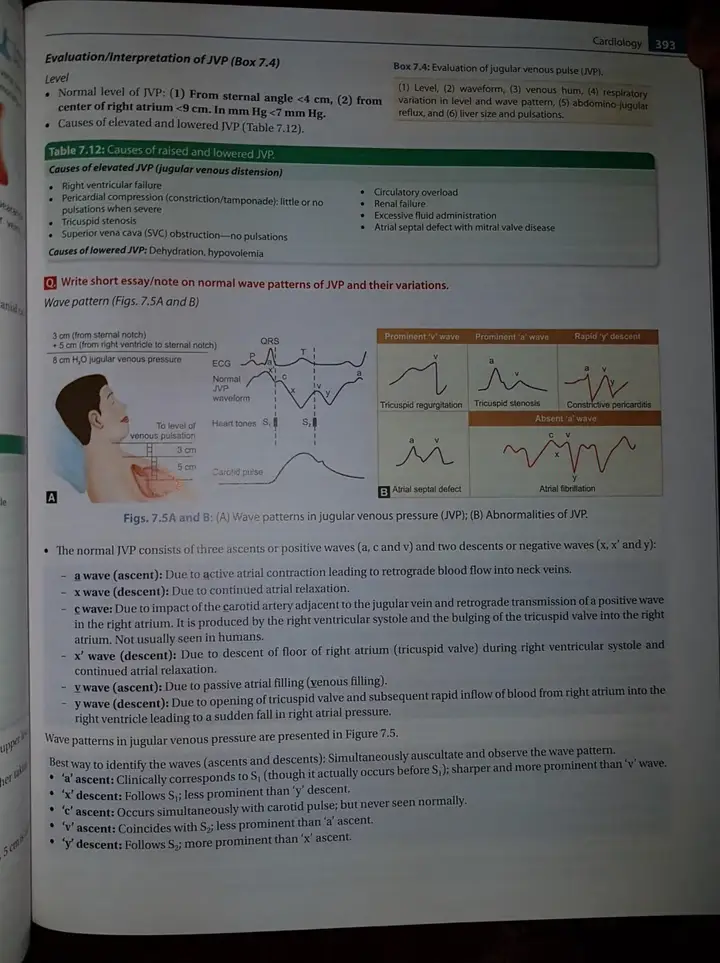 Cardiology 393
Evaluation/Interpretation of JVP (Box 7.4)
Level
• Normal level of JVP: (1) From sternal angle <4 cm, (2) from
center of right atrium <9 cm. In mm Hg <7 mm Hg.
• Causes of elevated and lowered JVP (Table 7.12).
Box 7.4: Evaluation of jugular venous pulse (JVP).
(1) Level, (2) waveform, (3) venous hum, (4) respiratory
variation in level and wave pattern, (5) abdomino-jugular
reflux, and (6) liver size and pulsations.
Table 7.12: Causes of raised and lowered JVP.
Causes of elevated JVP (jugular venous distension)
• Right ventricular failure
• Pericardial compression (constriction/tamponade): little or no
pulsations when severe
• Tricuspid stenosis
• Superior vena cava (SVC) obstruction—no pulsations
• Circulatory overload
• Renal failure
• Excessive fluid administration
• Atrial septal defect with mitral valve disease
Causes of lowered JVP: Dehydration, hypovolemia
Q. Write short essay/note on normal wave patterns of JVP and their variations.
Wave pattern (Figs. 7.5A and B)
3 cm (from sternal notch)
+ 5 cm (from right ventricle to sternal notch)
8 cm H₂O jugular venous pressure
To level of
venous pulsation
3 cm
5 cm
A
QRS
ECG P T
a
Normal
JVP
waveform
a x' c x v y a
Heart tones S₁ S₂
Carotid pulse
Prominent 'v' wave Prominent 'a' wave Rapid 'y' descent
v
a v
a v
y
Tricuspid regurgitation Tricuspid stenosis Constrictive pericarditis
Absent 'a' wave
a v
c v
x
y
B Atrial septal defect Atrial fibrillation
Figs. 7.5A and B: (A) Wave patterns in jugular venous pressure (JVP); (B) Abnormalities of JVP.
• The normal JVP consists of three ascents or positive waves (a, c and v) and two descents or negative waves (x, x' and y):
– a wave (ascent): Due to active atrial contraction leading to retrograde blood flow into neck veins.
– x wave (descent): Due to continued atrial relaxation.
– c wave: Due to impact of the carotid artery adjacent to the jugular vein and retrograde transmission of a positive wave
in the right atrium. It is produced by the right ventricular systole and the bulging of the tricuspid valve into the right
atrium. Not usually seen in humans.
– x' wave (descent): Due to descent of floor of right atrium (tricuspid valve) during right ventricular systole and
continued atrial relaxation.
– v wave (ascent): Due to passive atrial filling (venous filling).
– y wave (descent): Due to opening of tricuspid valve and subsequent rapid inflow of blood from right atrium into the
right ventricle leading to a sudden fall in right atrial pressure.
Wave patterns in jugular venous pressure are presented in Figure 7.5.
Best way to identify the waves (ascents and descents): Simultaneously auscultate and observe the wave pattern.
• 'a' ascent: Clinically corresponds to S₁ (though it actually occurs before S₁); sharper and more prominent than 'v' wave.
• 'x' descent: Follows S₁; less prominent than 'y' descent.
• 'c' ascent: Occurs simultaneously with carotid pulse; but never seen normally.
• 'v' ascent: Coincides with S₂; less prominent than 'a' ascent.
• 'y' descent: Follows S₂; more prominent than 'x' ascent.